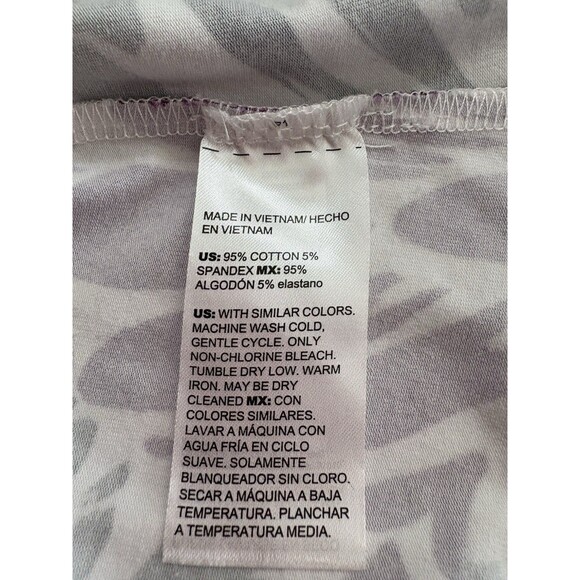 MADE IN VIETNAM/ HECHO
EN VIETNAM
US: 95% COTTON 5%
SPANDEX MX: 95%
ALGODÓN 5% elastano
US: WITH SIMILAR COLORS.
MACHINE WASH COLD,
GENTLE CYCLE. ONLY
NON-CHLORINE BLEACH.
TUMBLE DRY LOW. WARM
IRON. MAY BE DRY
CLEANED MX: CON
COLORES SIMILARES.
LAVAR A MÁQUINA CON
AGUA FRÍA EN CICLO
SUAVE. SOLAMENTE
BLANQUEADOR SIN CLORO.
SECAR A MÁQUINA A BAJA
TEMPERATURA. PLANCHAR
A TEMPERATURA MEDIA.